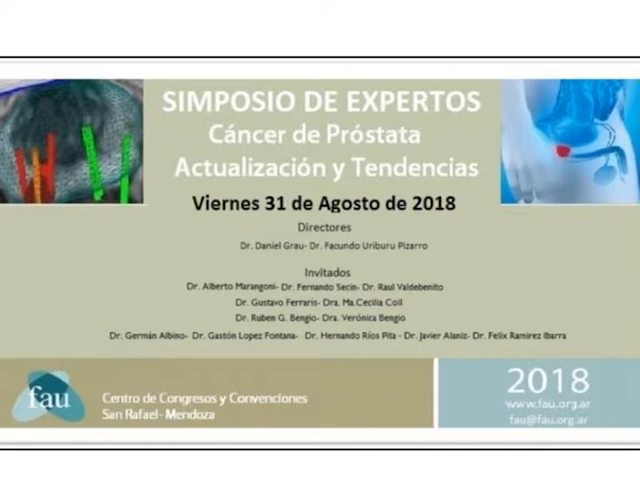 SIMPOSIO DE EXPERTOS
Cáncer de Próstata
Actualización y Tendencias
Viernes 31 de Agosto de 2018
Directores
Dr. Daniel Grau- Dr. Facundo Uriburu Pizarro
Invitados
Dr. Alberto Marangoni- Dr. Fernando Secin- Dr. Raul Valdebenito
Dr. Gustavo Ferraris- Dra. Ma.Cecilia Coll
Dr. Ruben G. Bengio- Dra. Verónica Bengio
Dr. Germán Albino- Dr. Gastón Lopez Fontana- Dr. Hernando Ríos Pita - Dr. Javier Alaniz- Dr. Felix Ramirez Ibarra
fau
Centro de Congresos y Convenciones
San Rafael- Mendoza
2018
www.fau.org.ar
fau@fau.org.ar